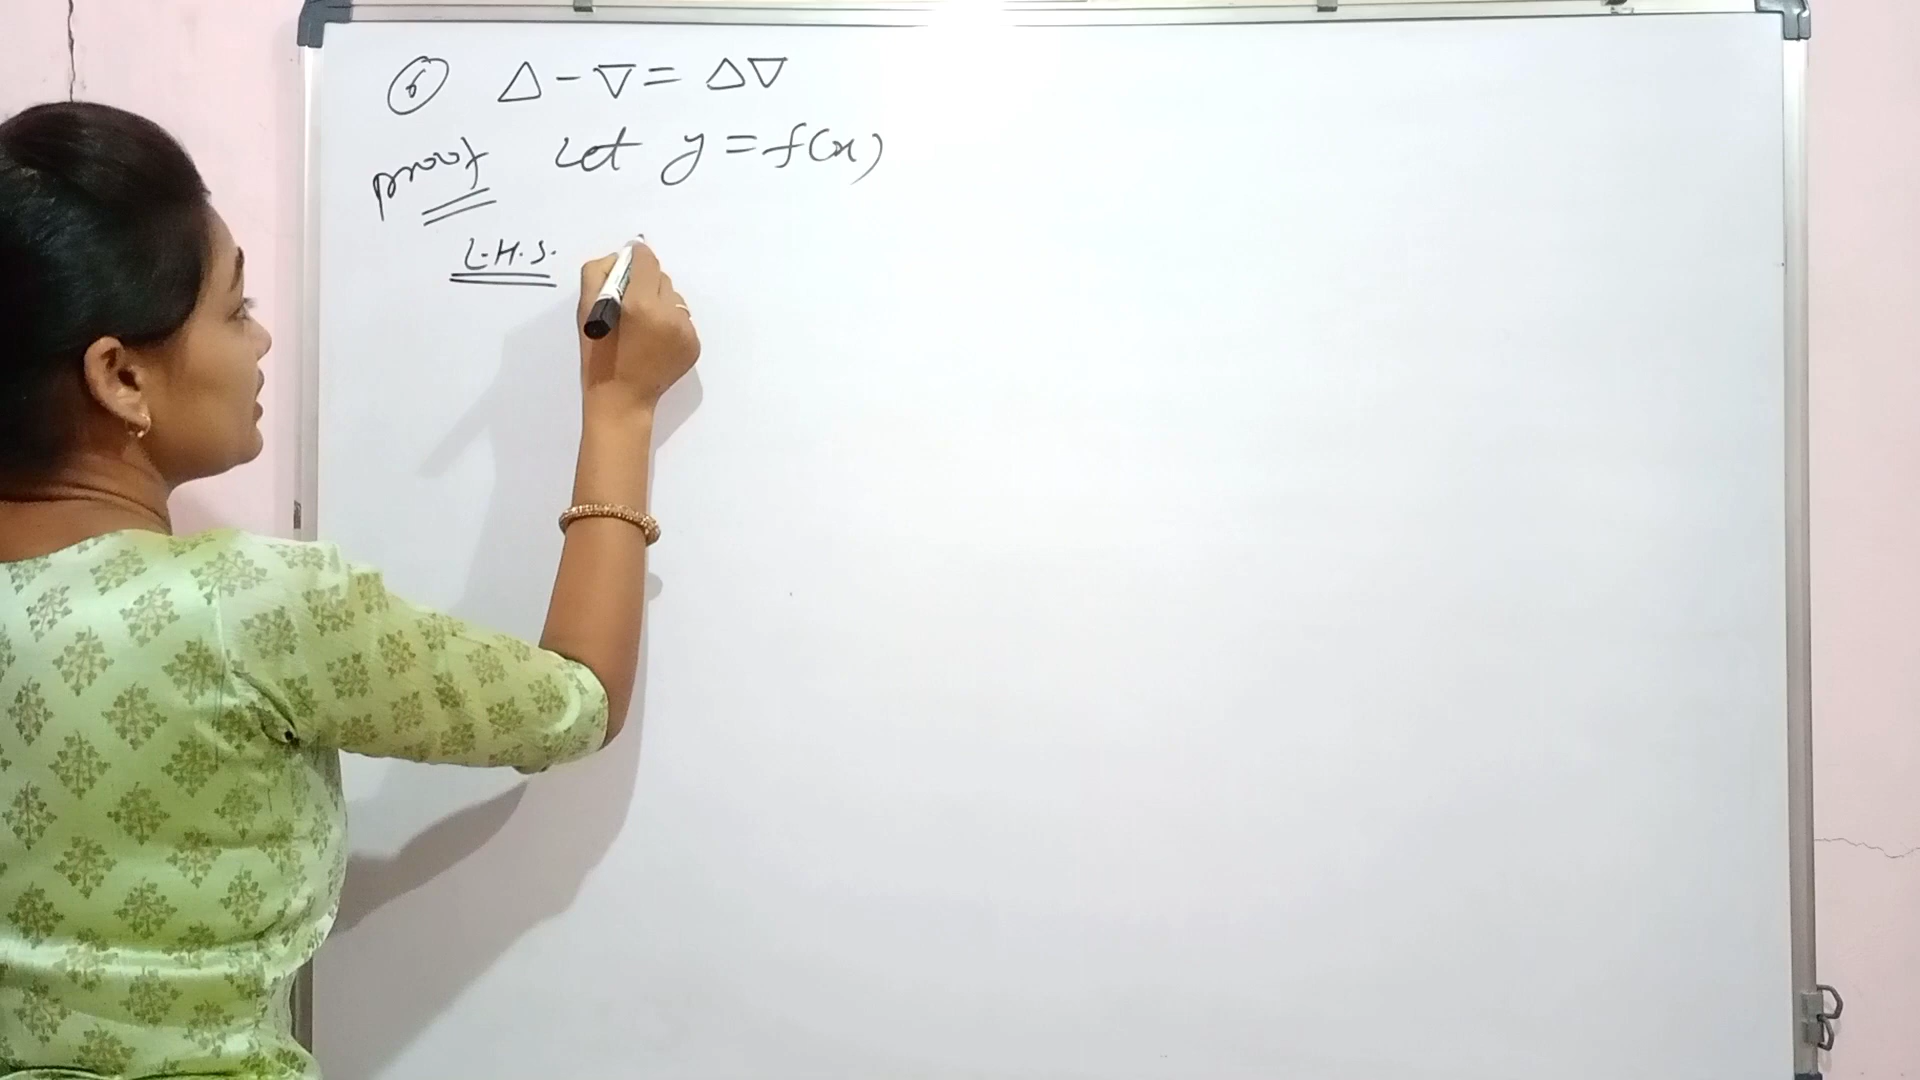 ⑥ Δ - ∇ = Δ∇
proof Let y = f(x)
L.H.S.